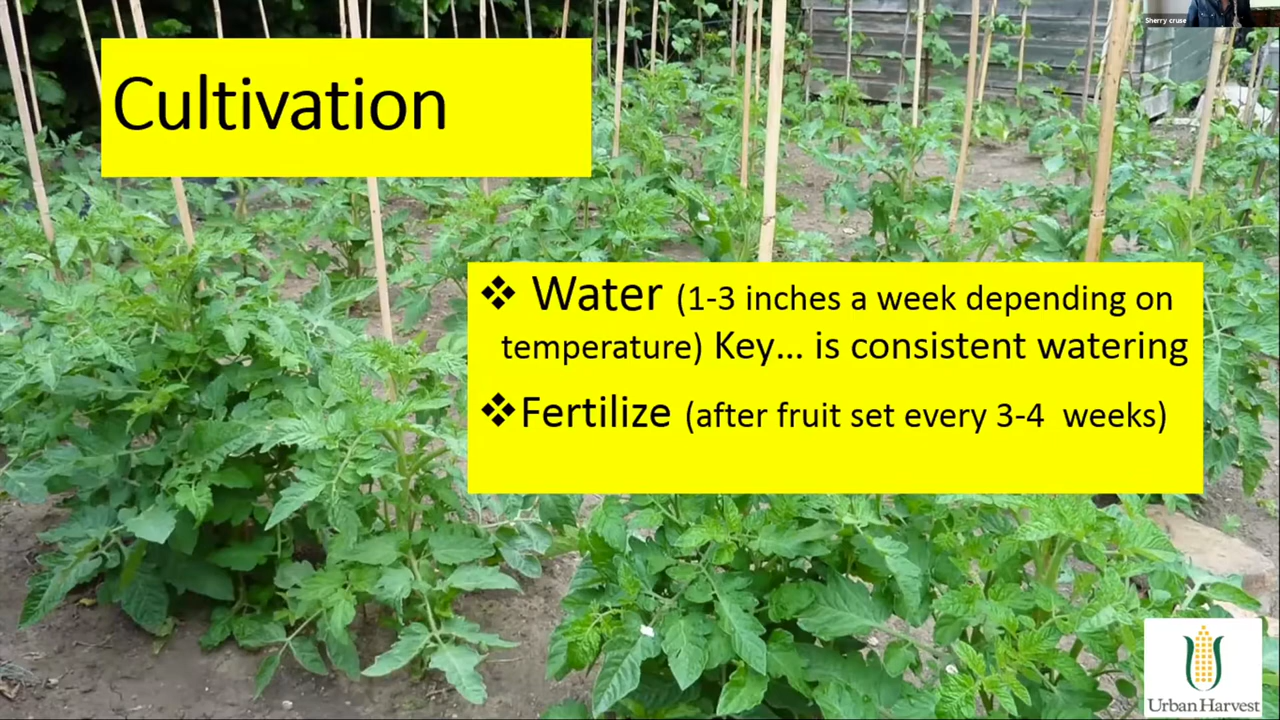 Sherry cruse
Cultivation
❖ Water (1-3 inches a week depending on
temperature) Key... is consistent watering
❖Fertilize (after fruit set every 3-4 weeks)
Urban Harvest